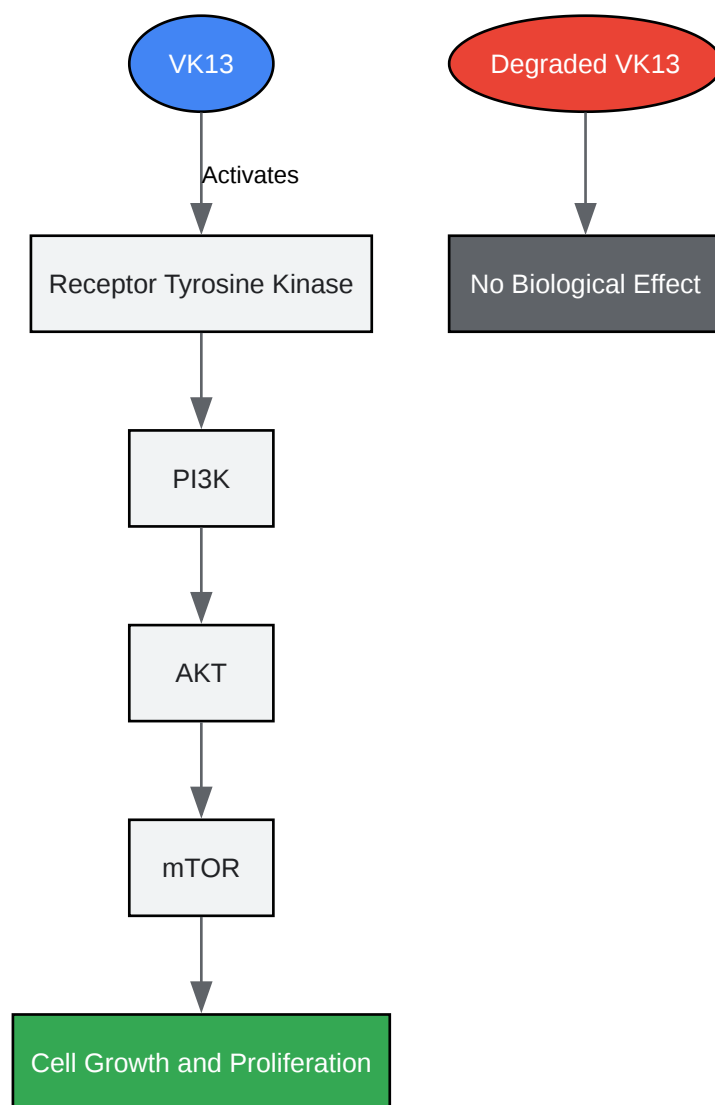 VK13
Degraded VK13
Activates
Receptor Tyrosine Kinase
No Biological Effect
PI3K
AKT
mTOR
Cell Growth and Proliferation